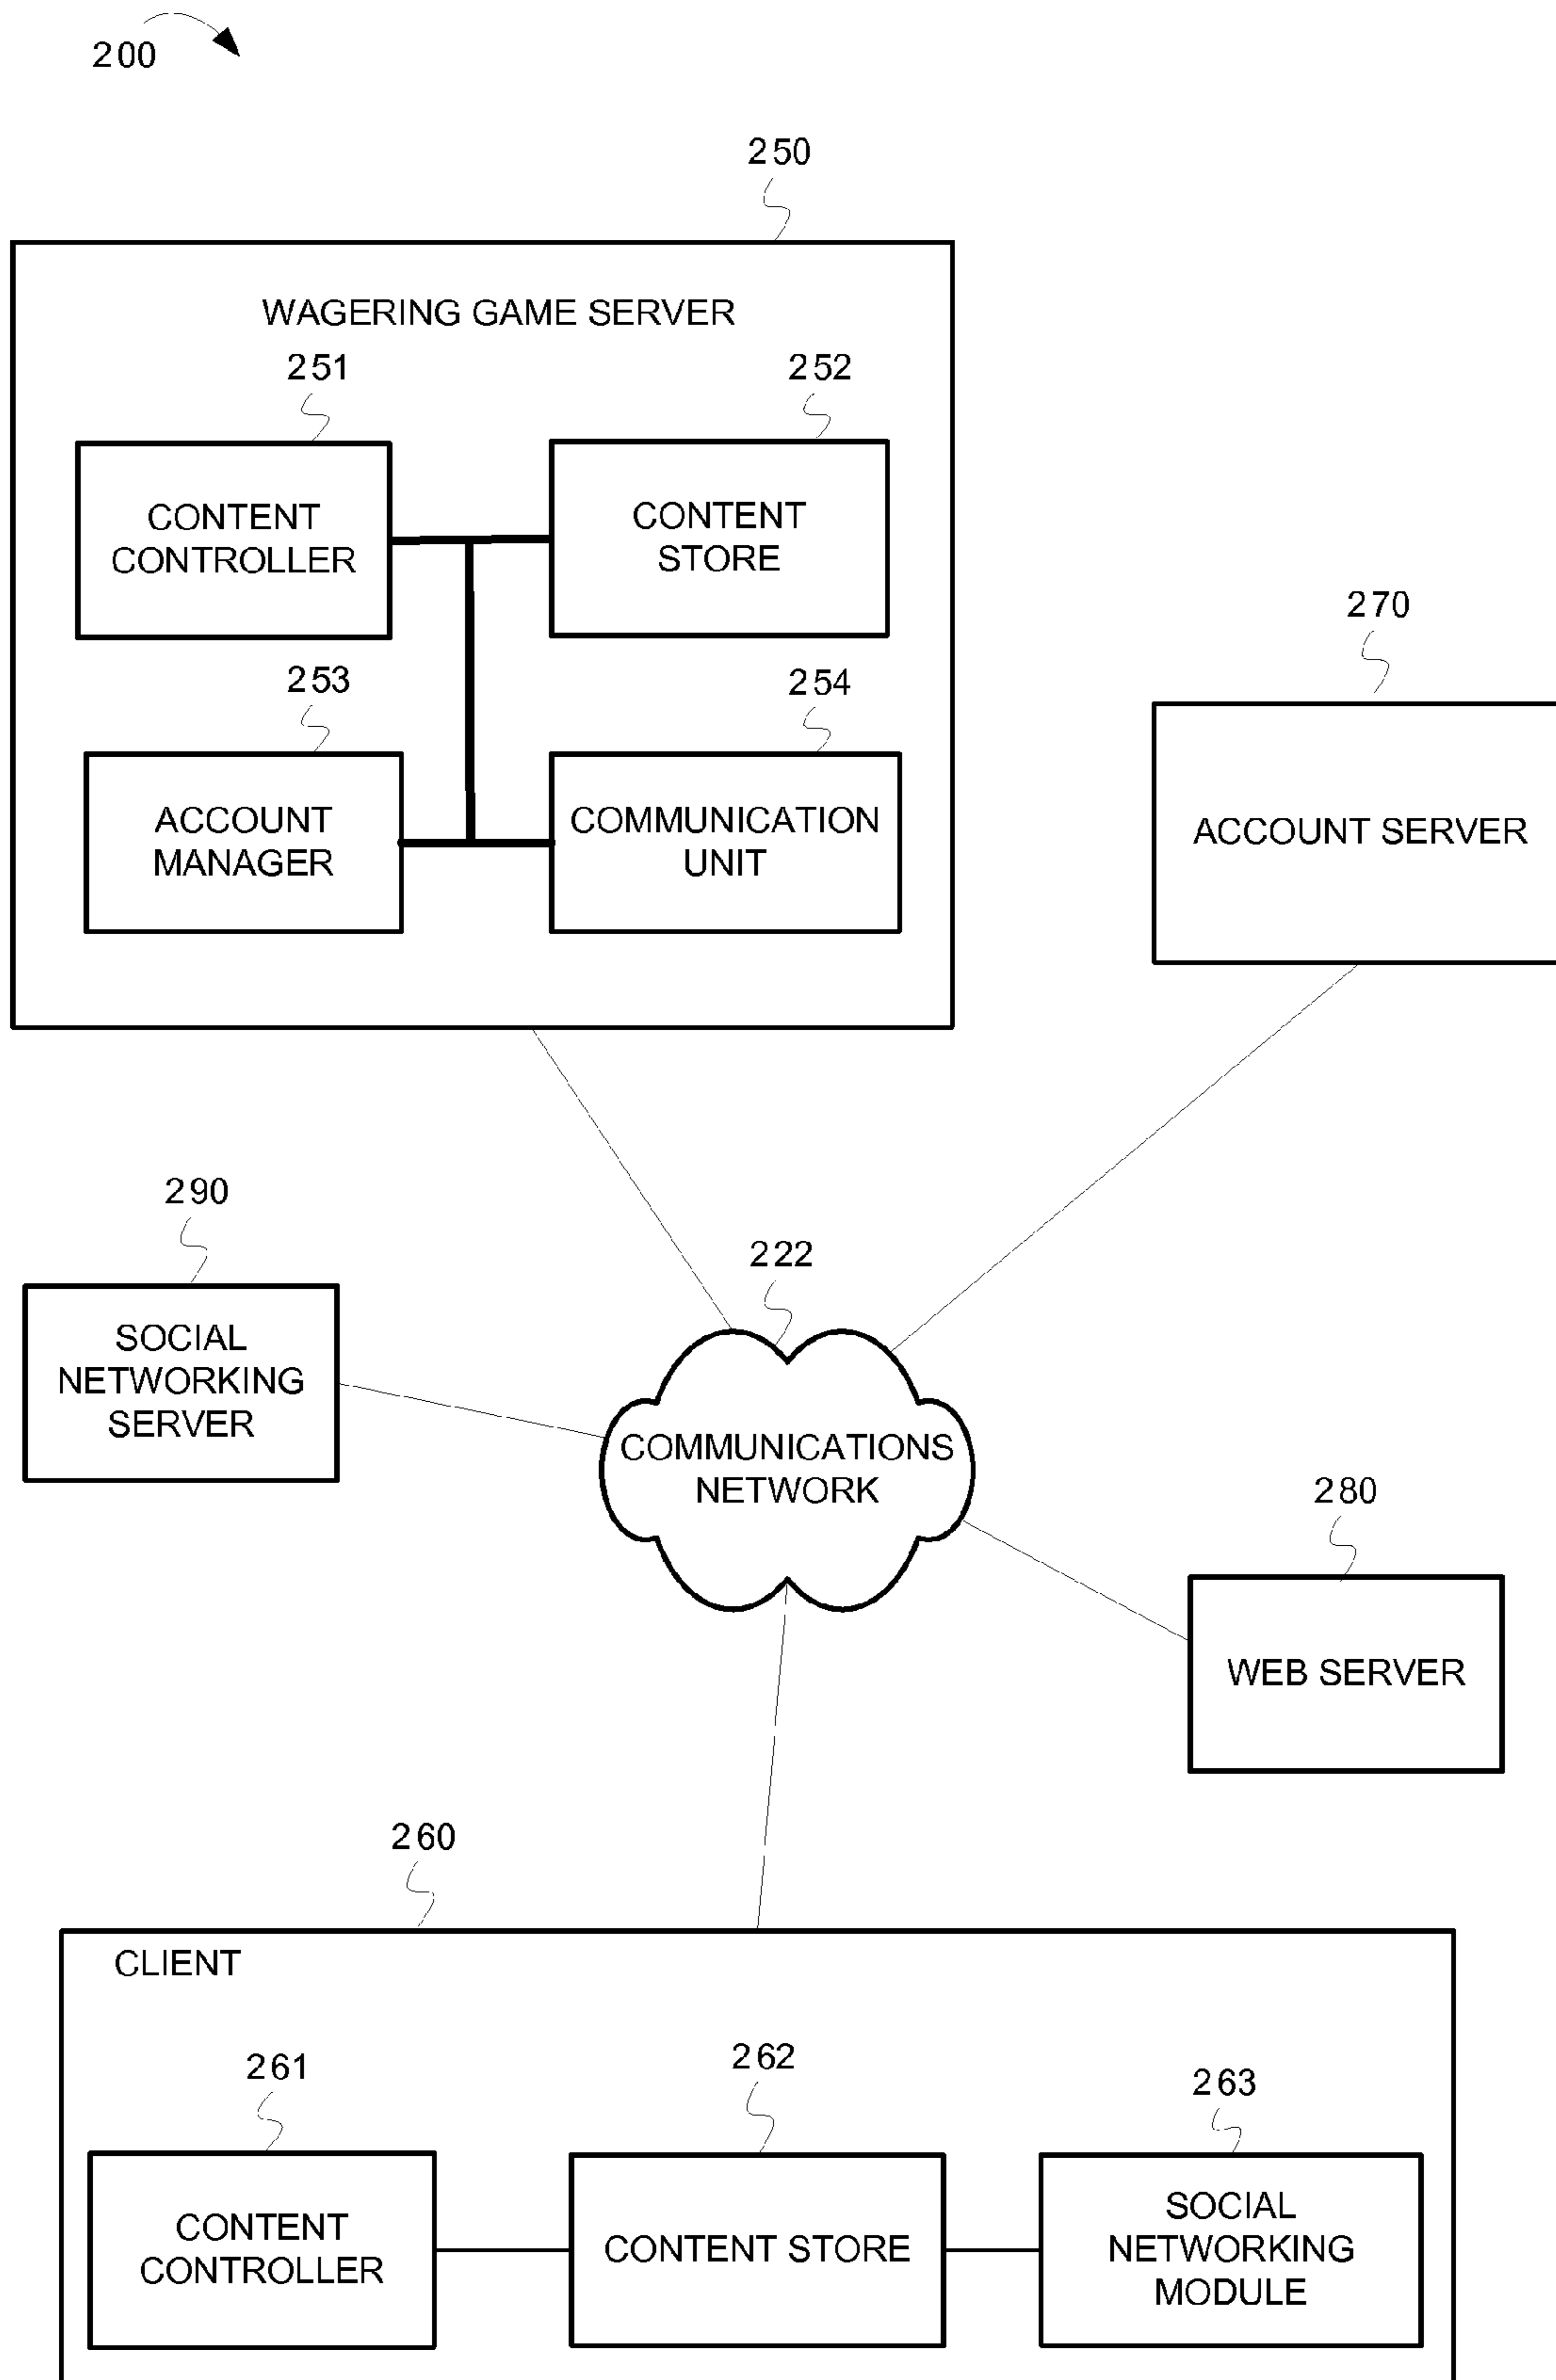 200
250
WAGERING GAME SERVER
251
252
CONTENT
CONTROLLER
CONTENT
STORE
253
254
ACCOUNT
MANAGER
COMMUNICATION
UNIT
270
ACCOUNT SERVER
290
SOCIAL
NETWORKING
SERVER
222
COMMUNICATIONS
NETWORK
280
WEB SERVER
260
CLIENT
261
262
263
CONTENT
CONTROLLER
CONTENT STORE
SOCIAL
NETWORKING
MODULE